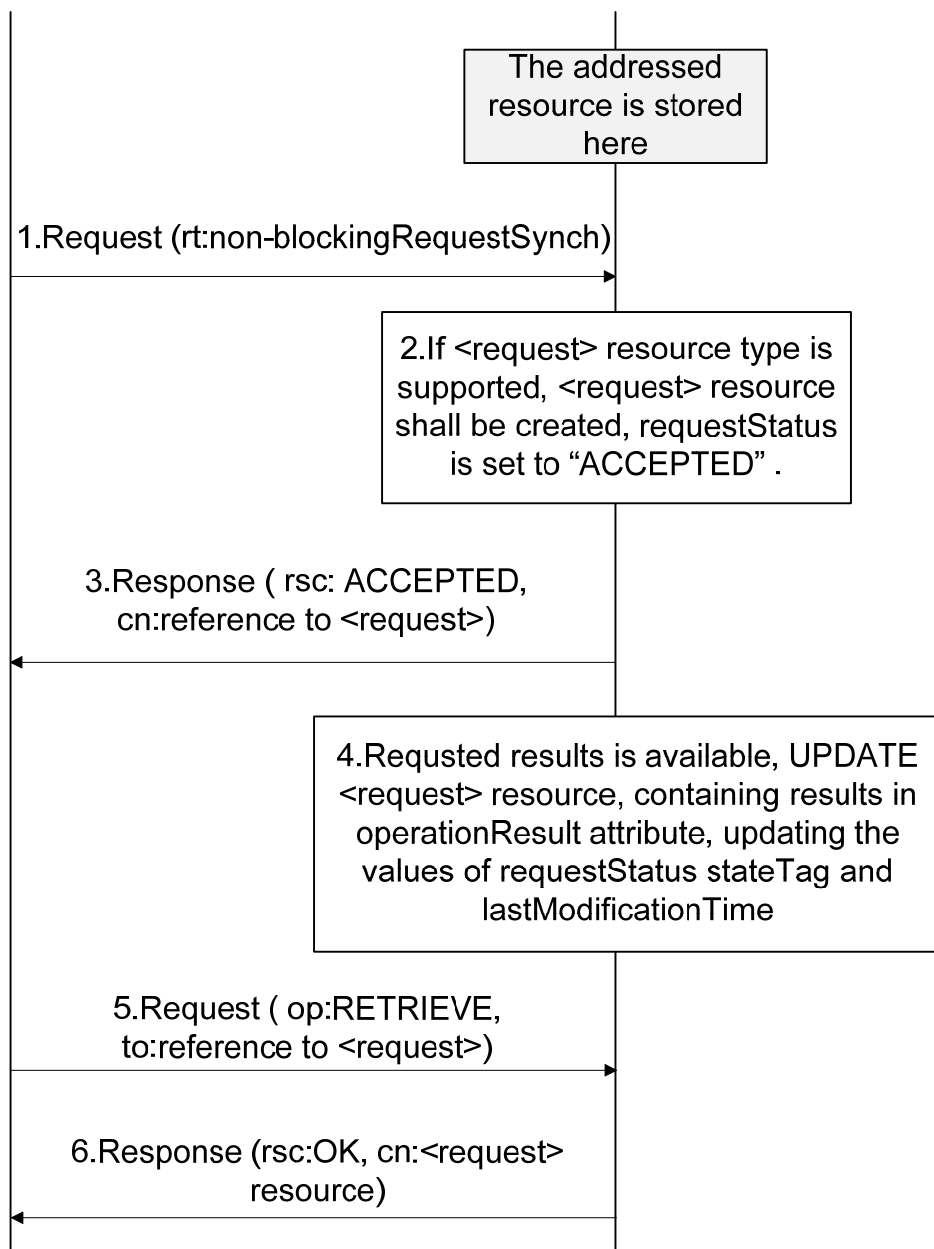 The addressed
resource is stored
here
1.Request (rt:non-blockingRequestSynch)
2.If <request> resource type is
supported, <request> resource
shall be created, requestStatus
is set to “ACCEPTED” .
3.Response ( rsc: ACCEPTED,
cn:reference to <request>)
4.Requsted results is available, UPDATE
<request> resource, containing results in
operationResult attribute, updating the
values of requestStatus stateTag and
lastModificationTime
5.Request ( op:RETRIEVE,
to:reference to <request>)
6.Response (rsc:OK, cn:<request>
resource)